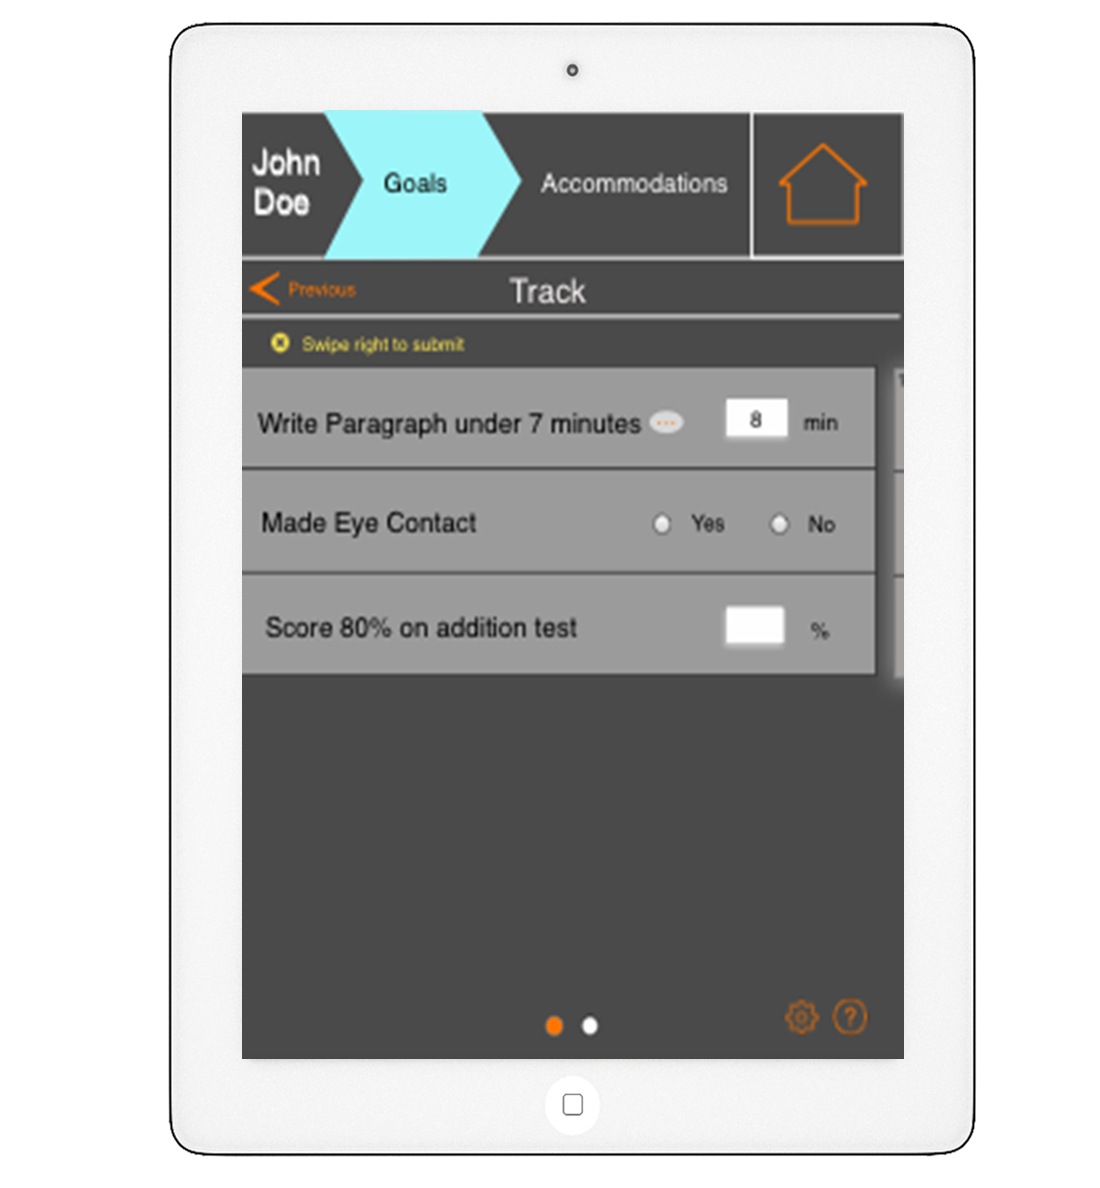 John
Doe
Goals
Accommodations
Previous
Track
Swipe right to submit
Write Paragraph under 7 minutes ... 8 min
Made Eye Contact Yes No
Score 80% on addition test %
?